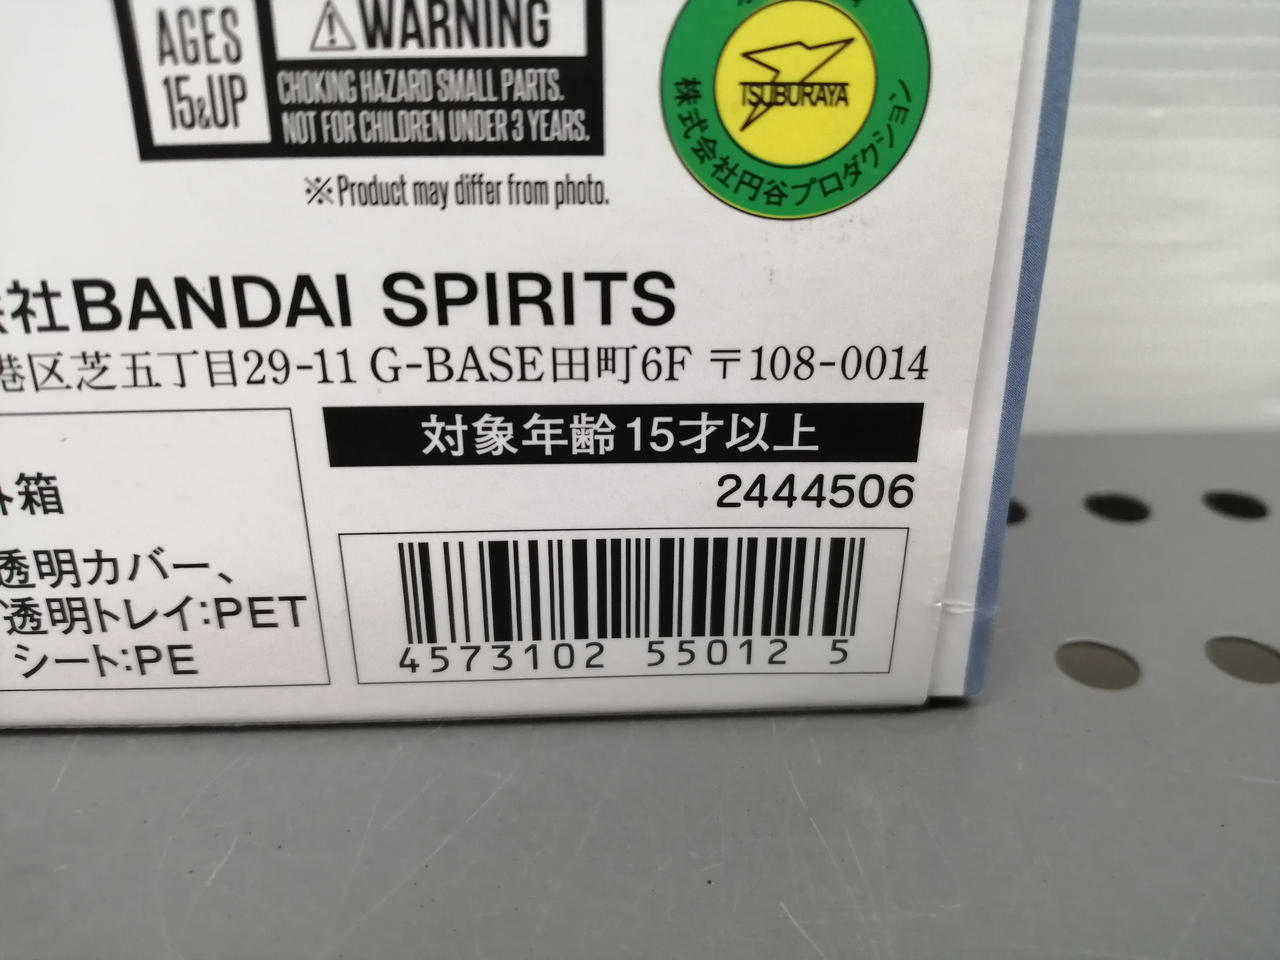 AGES
15&UP
⚠WARNING
CHOKING HAZARD SMALL PARTS.
NOT FOR CHILDREN UNDER 3 YEARS.
※Product may differ from photo.
TSUBURAYA
株式会社円谷プロダクション
社BANDAI SPIRITS
港区芝五丁目29-11 G-BASE田町6F 〒108-0014
対象年齢15才以上
2444506
箱
透明カバー、
透明トレイ:PET
シート:PE
4573102 55012 5